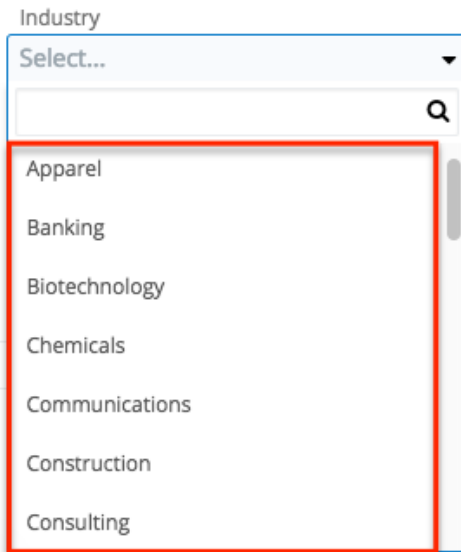 Industry
Select...
Apparel
Banking
Biotechnology
Chemicals
Communications
Construction
Consulting